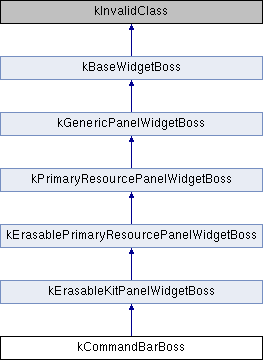 kInvalidClass
kBaseWidgetBoss
kGenericPanelWidgetBoss
kPrimaryResourcePanelWidgetBoss
kErasablePrimaryResourcePanelWidgetBoss
kErasableKitPanelWidgetBoss
kCommandBarBoss